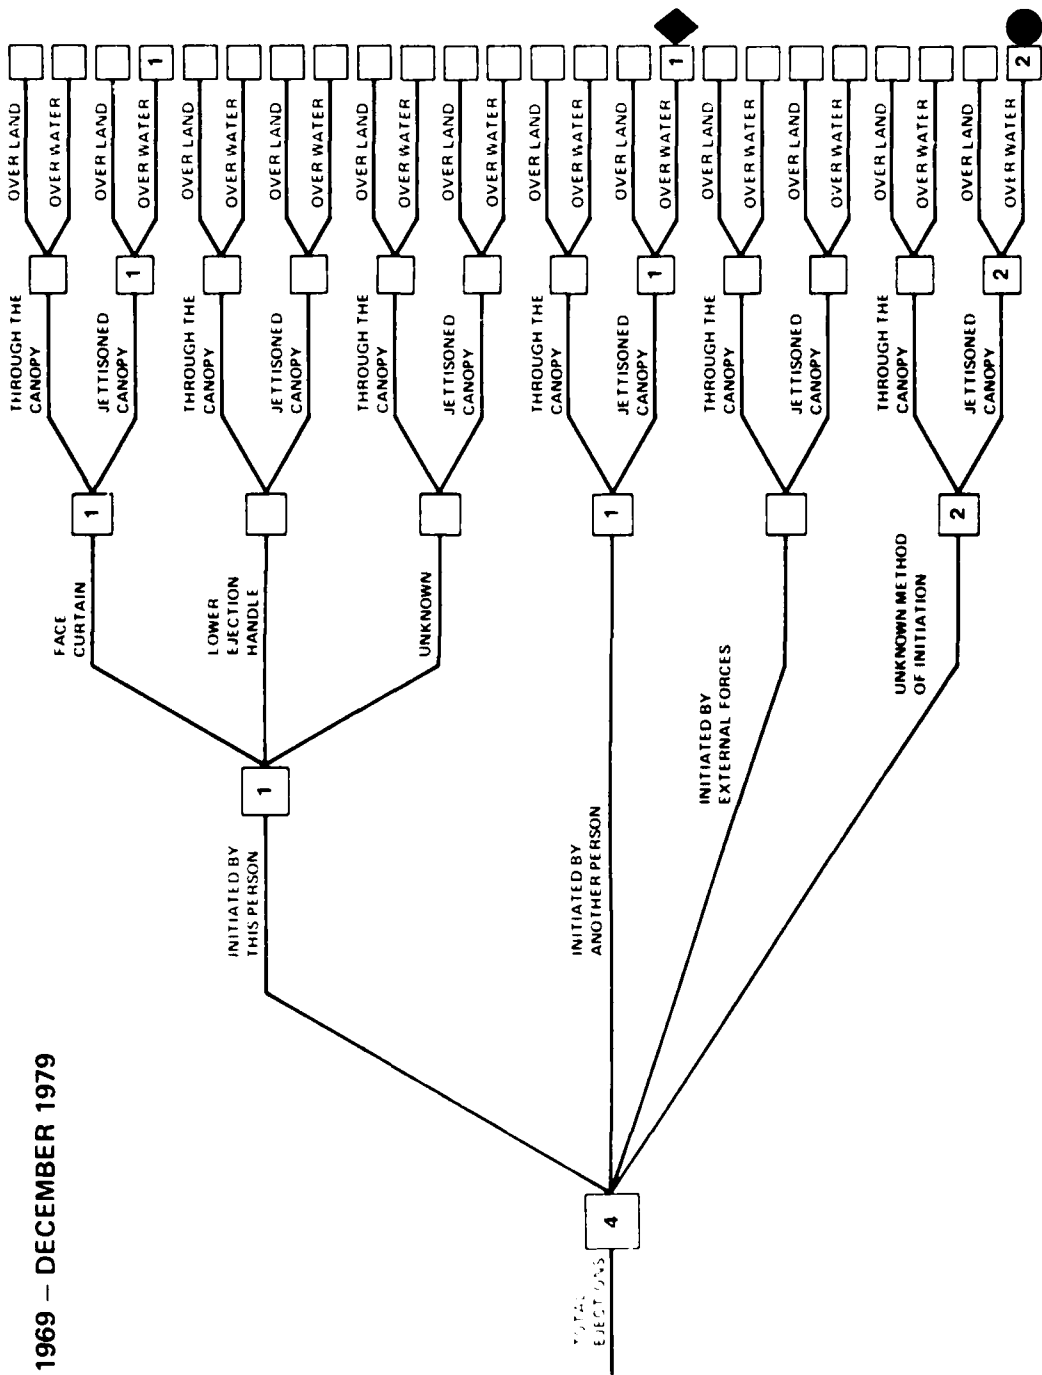 1969 – DECEMBER 1979
TOTAL
EJECTIONS
4
INITIATED BY
THIS PERSON
1
INITIATED BY
ANOTHER PERSON
INITIATED BY
EXTERNAL FORCES
UNKNOWN METHOD
OF INITIATION
FACE
CURTAIN
1
LOWER
EJECTION
HANDLE
UNKNOWN
1
2
THROUGH THE
CANOPY
JETTISONED
CANOPY
1
THROUGH THE
CANOPY
JETTISONED
CANOPY
THROUGH THE
CANOPY
JETTISONED
CANOPY
THROUGH THE
CANOPY
JETTISONED
CANOPY
1
THROUGH THE
CANOPY
JETTISONED
CANOPY
THROUGH THE
CANOPY
JETTISONED
CANOPY
2
OVER LAND
OVER WATER
OVER LAND
OVER WATER
1
OVER LAND
OVER WATER
OVER LAND
OVER WATER
OVER LAND
OVER WATER
OVER LAND
OVER WATER
OVER LAND
OVER WATER
OVER LAND
OVER WATER
1
OVER LAND
OVER WATER
OVER LAND
OVER WATER
OVER LAND
OVER WATER
OVER LAND
OVER WATER
2